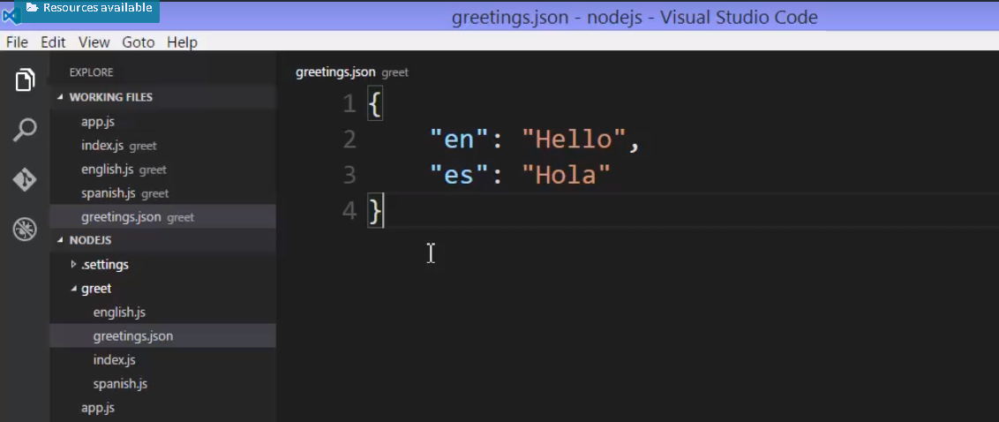 Resources available
greetings.json - nodejs - Visual Studio Code
File Edit View Goto Help
EXPLORE
WORKING FILES
app.js
index.js greet
english.js greet
spanish.js greet
greetings.json greet
NODEJS
.settings
greet
english.js
greetings.json
index.js
spanish.js
app.js
greetings.json greet
1 {
2 "en": "Hello",
3 "es": "Hola"
4 }